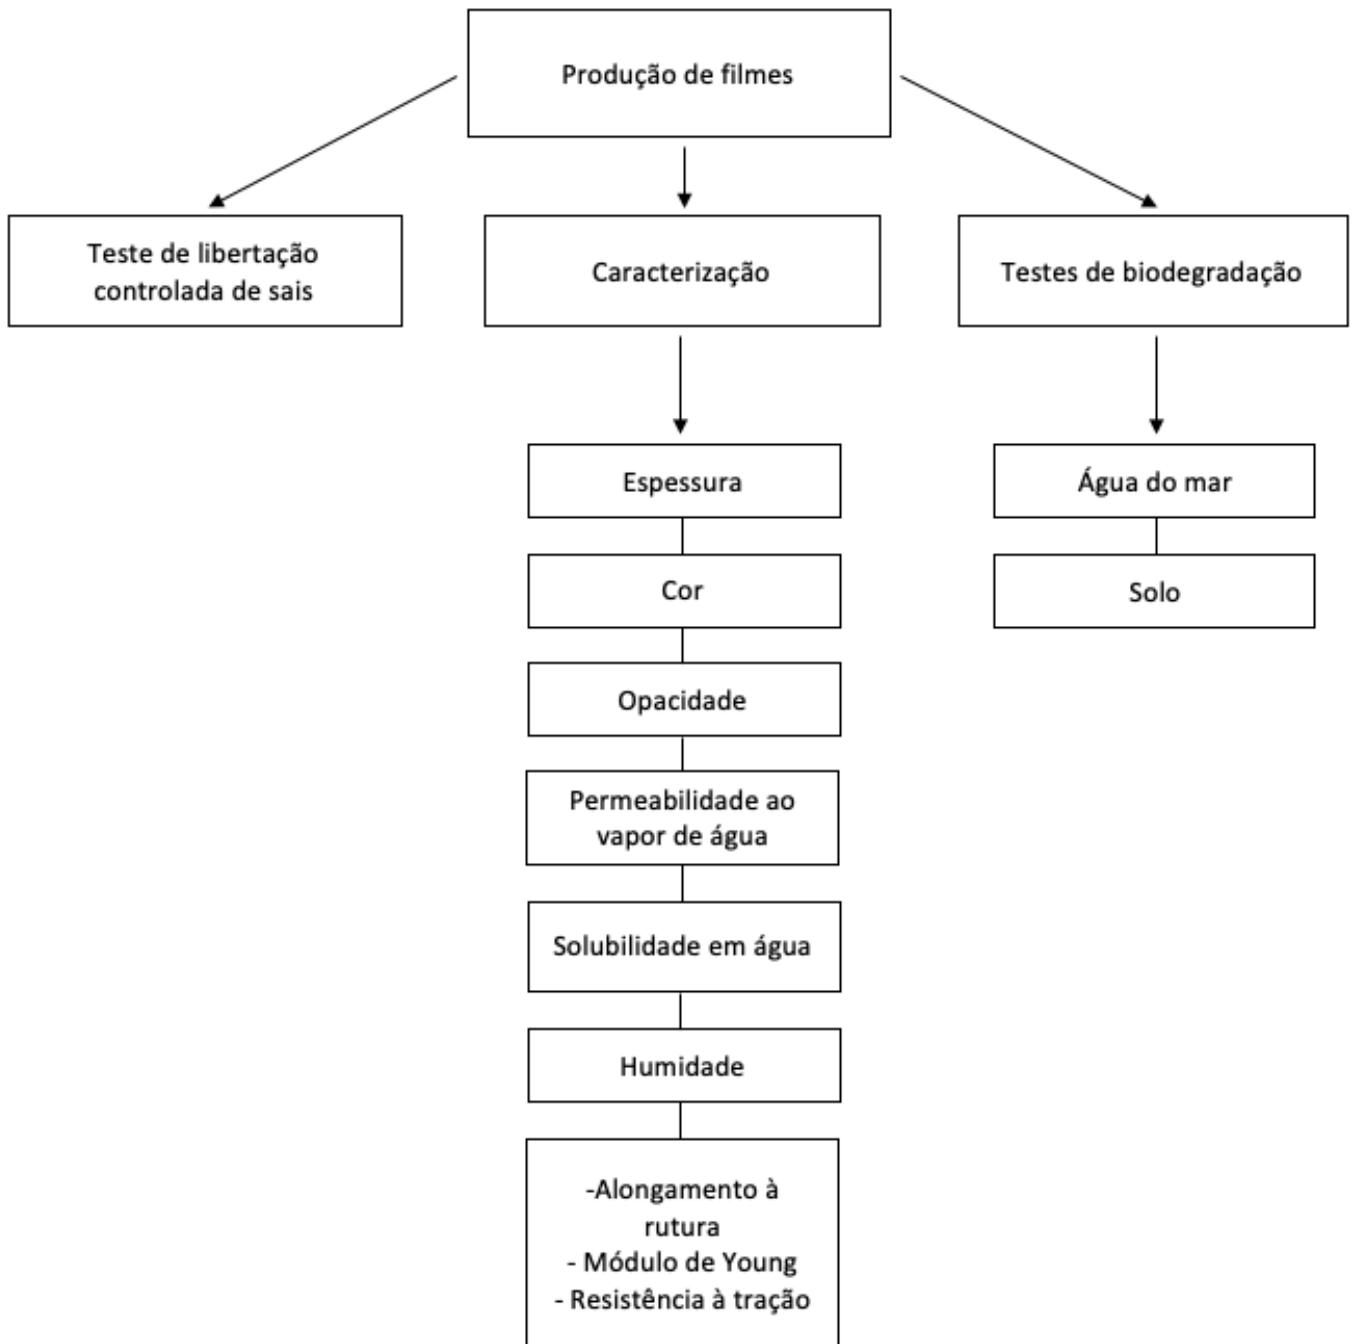 Produção de filmes
Teste de libertação
controlada de sais
Caracterização
Testes de biodegradação
Espessura
Água do mar
Cor
Solo
Opacidade
Permeabilidade ao
vapor de água
Solubilidade em água
Humidade
-Alongamento à
rutura
- Módulo de Young
- Resistência à tração